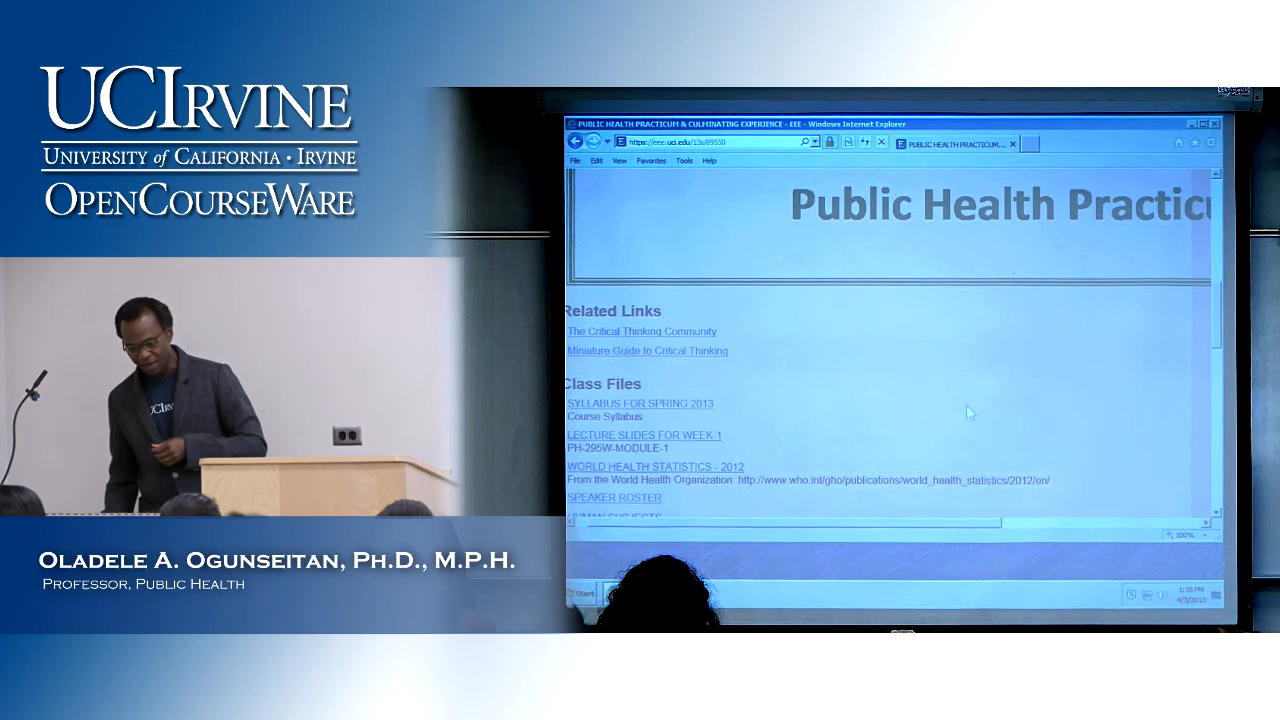 UCIRVINE
UNIVERSITY of CALIFORNIA · IRVINE
OPENCOURSEWARE
UCIRV
OLADELE A. OGUNSEITAN, PH.D., M.P.H.
PROFESSOR, PUBLIC HEALTH
PUBLIC HEALTH PRACTICUM & CULMINATING EXPERIENCE - EEE - Windows Internet Explorer
https://eee.uci.edu/13s/89550
PUBLIC HEALTH PRACTICUM...
File Edit View Favorites Tools Help
Public Health Practicu
Related Links
The Critical Thinking Community
Miniature Guide to Critical Thinking
Class Files
SYLLABUS FOR SPRING 2013
Course Syllabus
LECTURE SLIDES FOR WEEK-1
PH-295W-MODULE-1
WORLD HEALTH STATISTICS - 2012
From the World Health Organization: http://www.who.int/gho/publications/world_health_statistics/2012/en/
SPEAKER ROSTER
HUMAN SUBJECTS
100%
Start
1:10 PM
4/3/2013